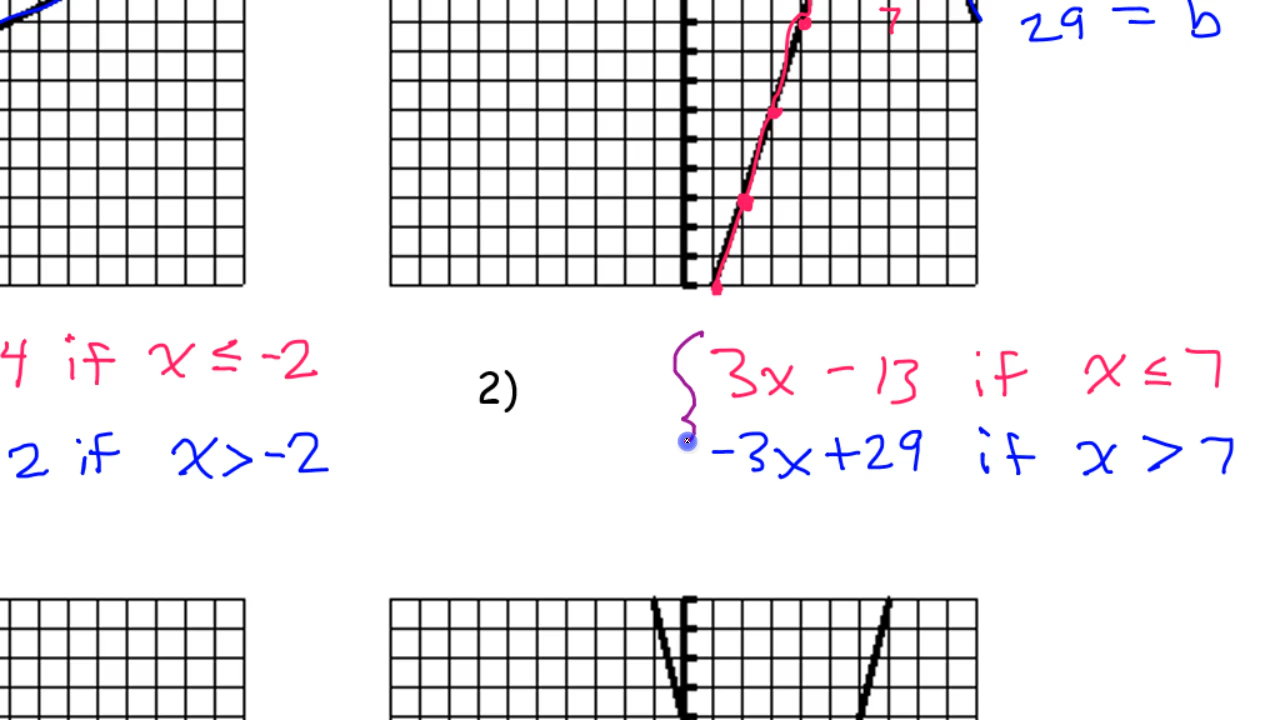 7
29 = b
4 if x ≤ -2
2 if x > -2
2)
3x - 13 if x ≤ 7
-3x + 29 if x > 7